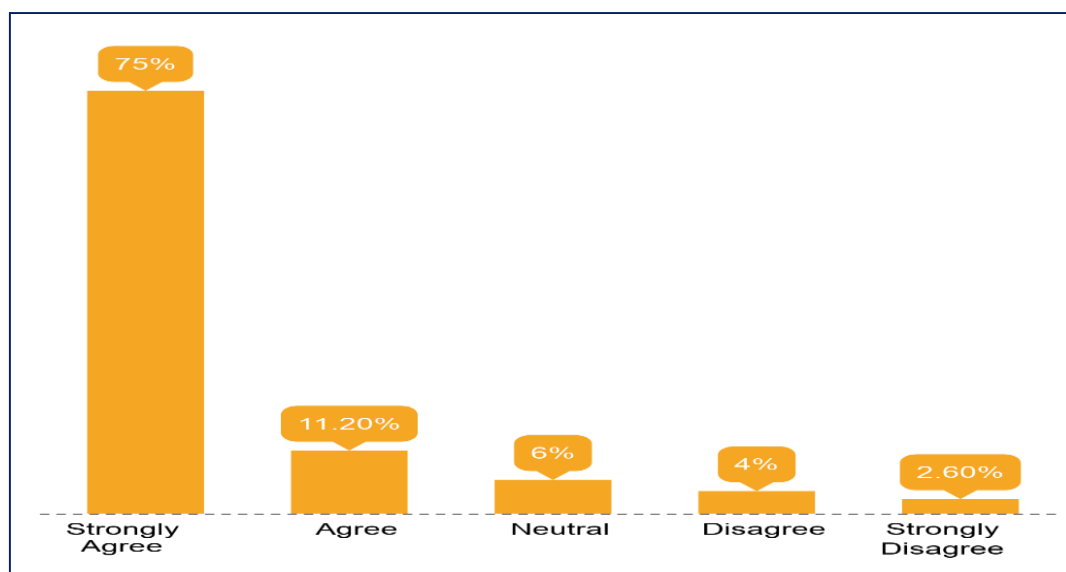 75%
11.20%
6%
4%
2.60%
Strongly
Agree
Agree
Neutral
Disagree
Strongly
Disagree